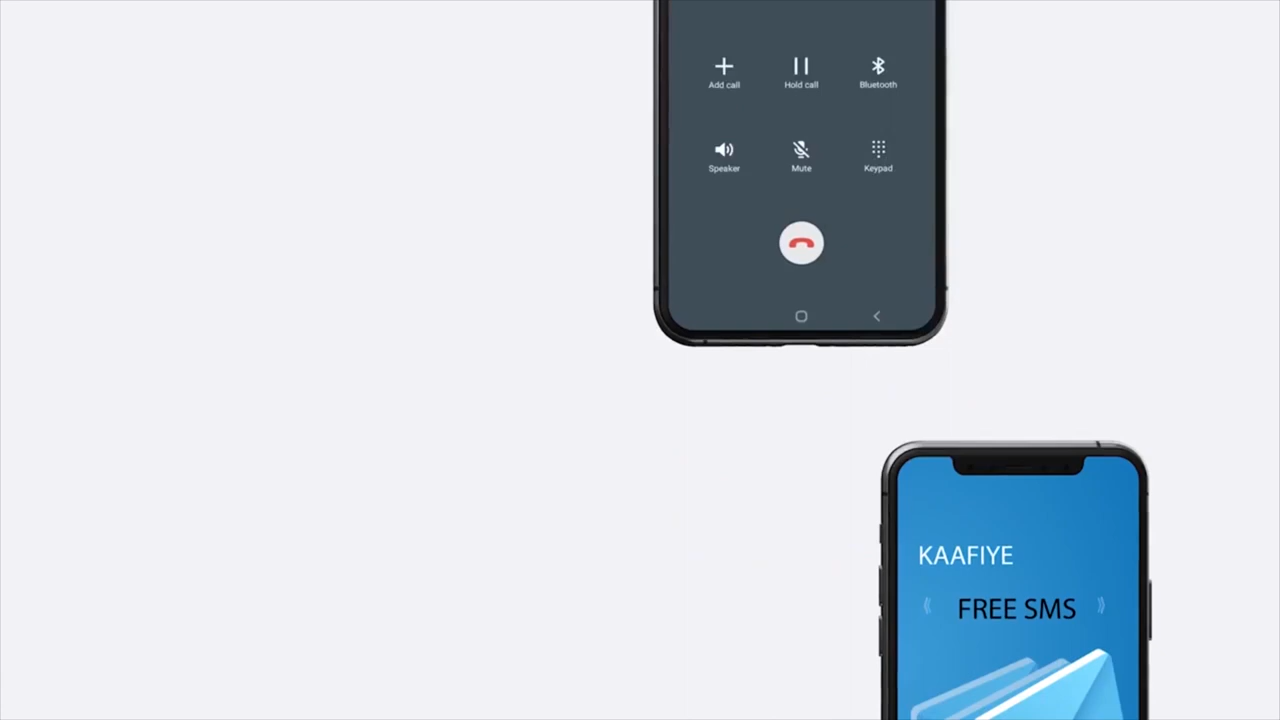 Add call Hold call Bluetooth
Speaker Mute Keypad
KAAFIYE
FREE SMS